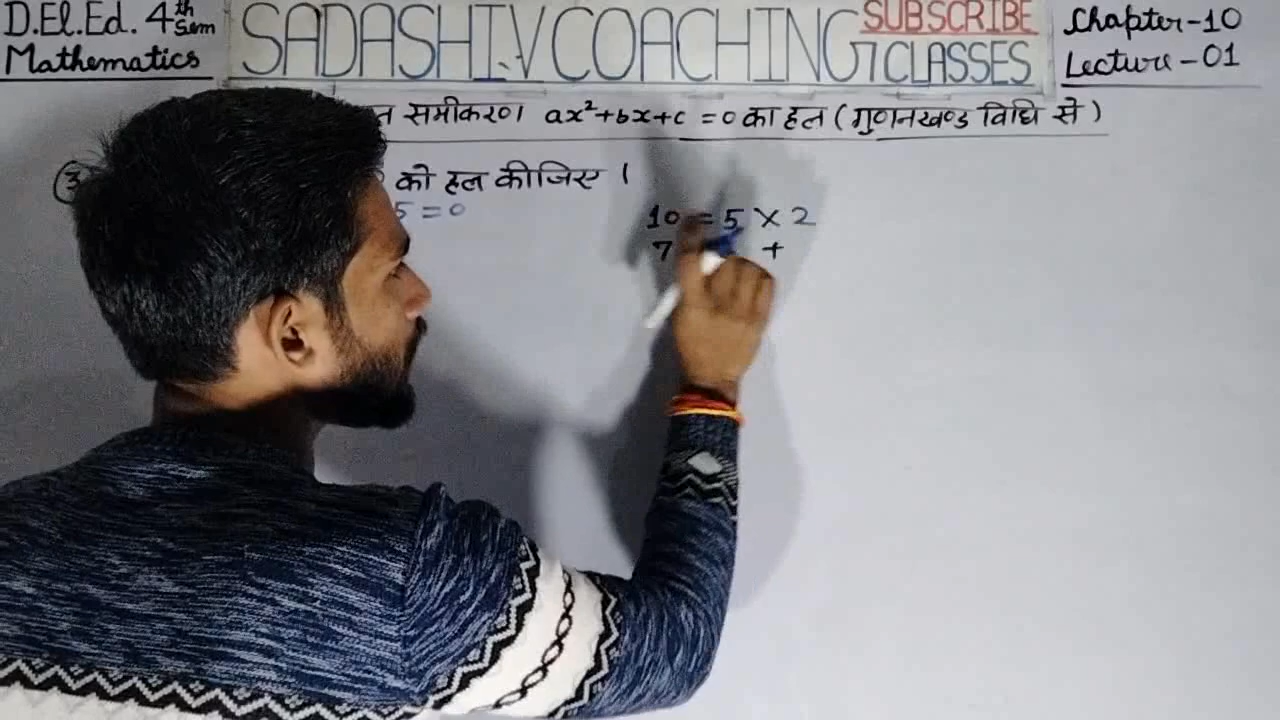 D.El.Ed. 4th Sem
Mathematics
SADASHIV COACHING CLASSES
SUBSCRIBE
Chapter-10
Lecture-01
समीकरण ax²+bx+c=0 का हल (गुणनखण्ड विधि से)
को हल कीजिए ।
5=0
10=5×2
7 +